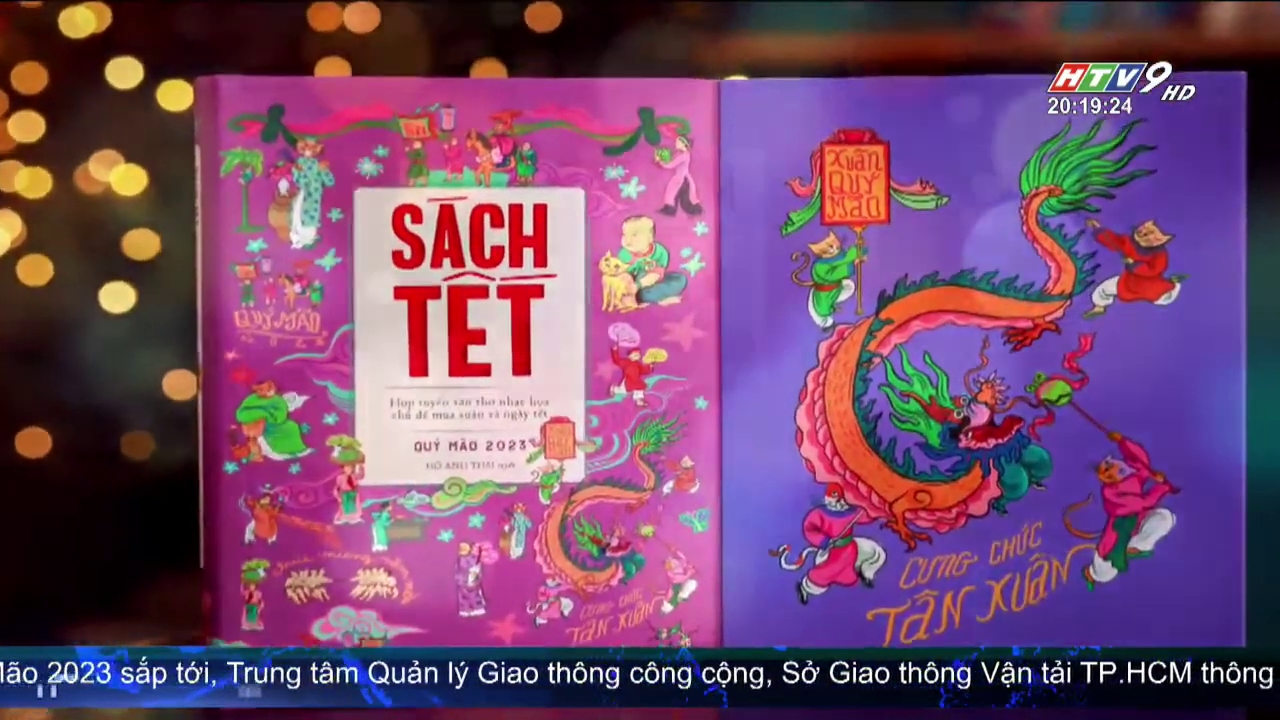 HTV9 HD
20:19:24
SÁCH
TẾT
Hợp tuyển văn thơ nhạc họa
chủ đề mùa xuân và ngày tết
QUÝ MÃO 2023
QUÝ MÃO
2023
CUNG CHÚC
TÂN XUÂN
XUÂN
QUÝ
MÃO
CUNG CHÚC
TÂN XUÂN
Mão 2023 sắp tới, Trung tâm Quản lý Giao thông công cộng, Sở Giao thông Vận tải TP.HCM thông